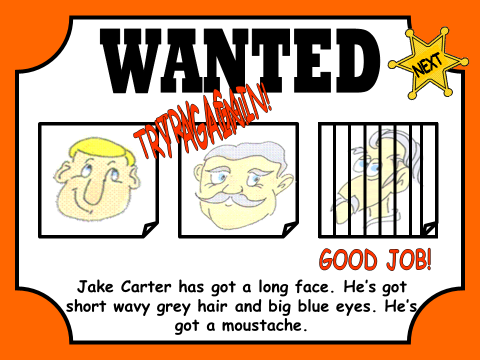 WANTED
NEXT
TRY AGAIN!
GOOD JOB!
Jake Carter has got a long face. He's got
short wavy grey hair and big blue eyes. He's
got a moustache.